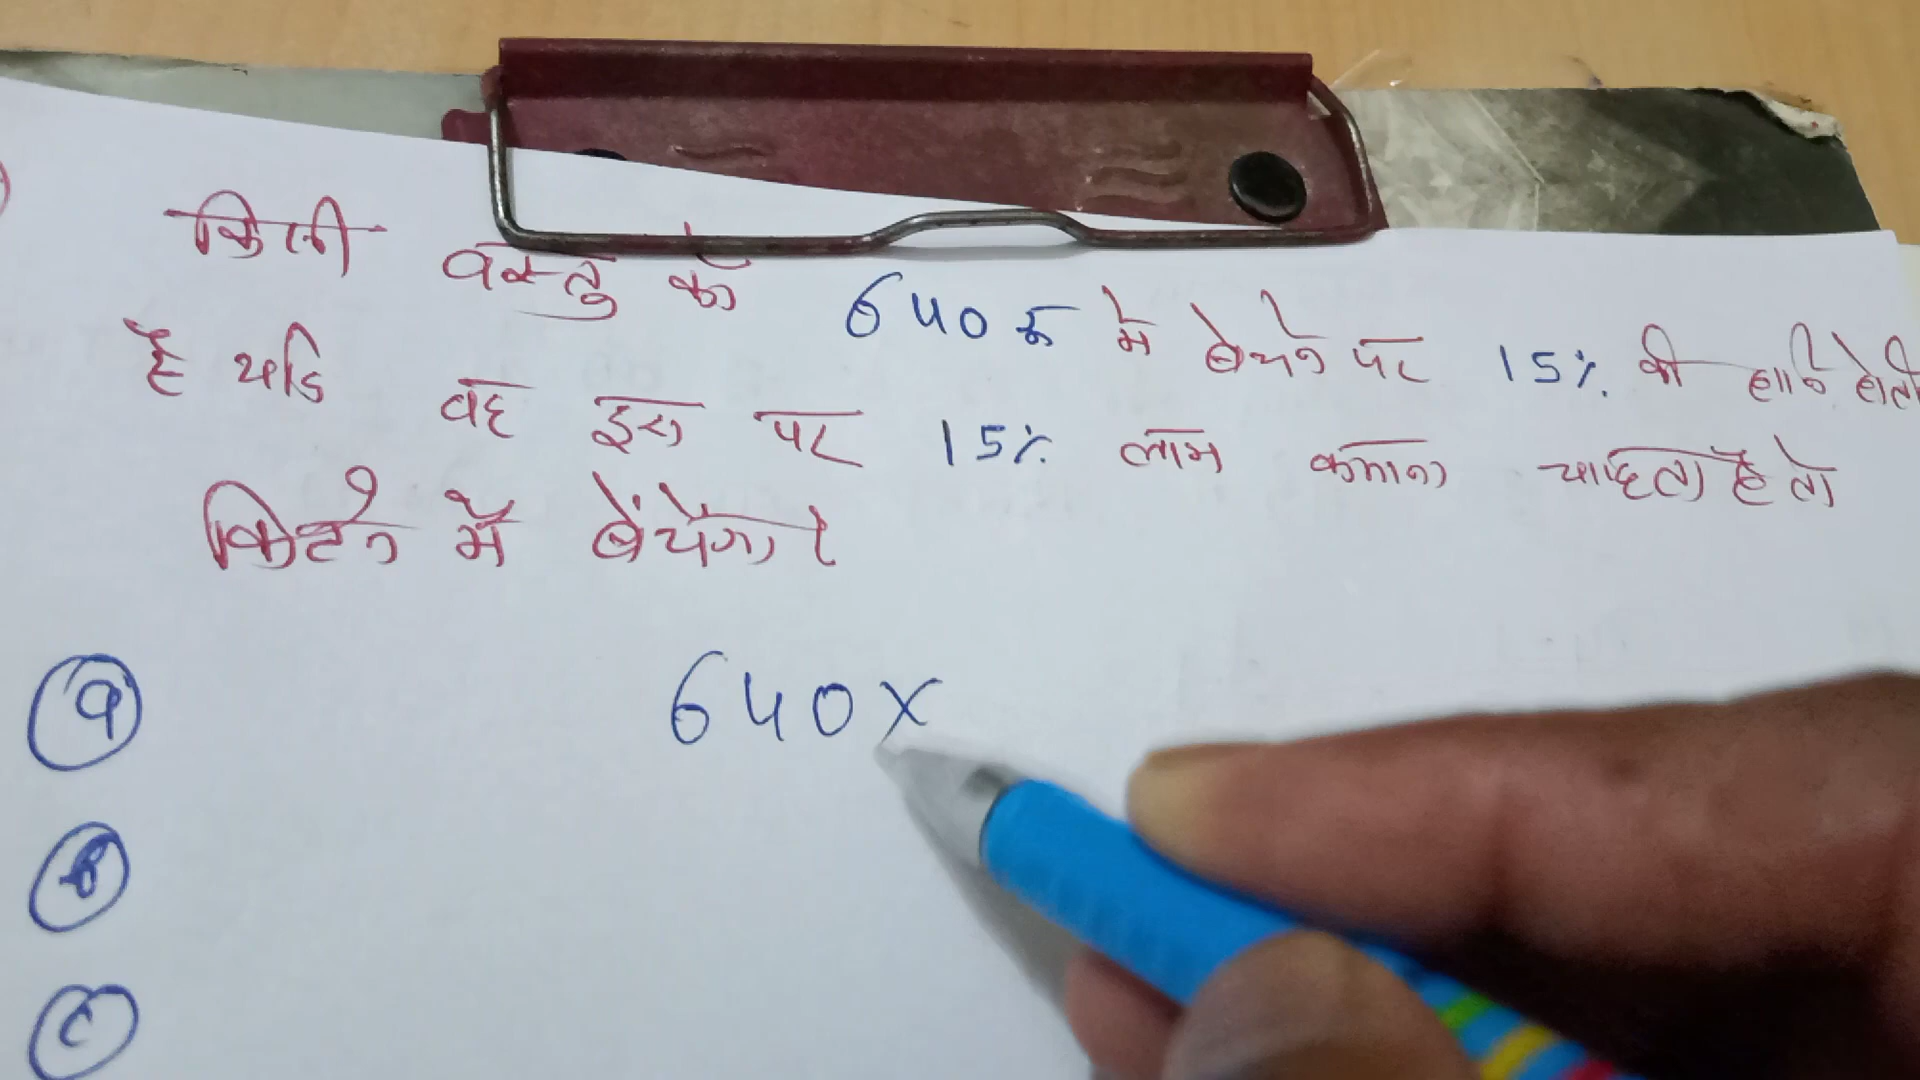 किसी वस्तु को 640 रू में बेचने पर 15% की हानि होती
है यदि वह इस पर 15% लाभ कमाना चाहता है तो
कितने में बेंचेगा।
640 ×
a
b
c